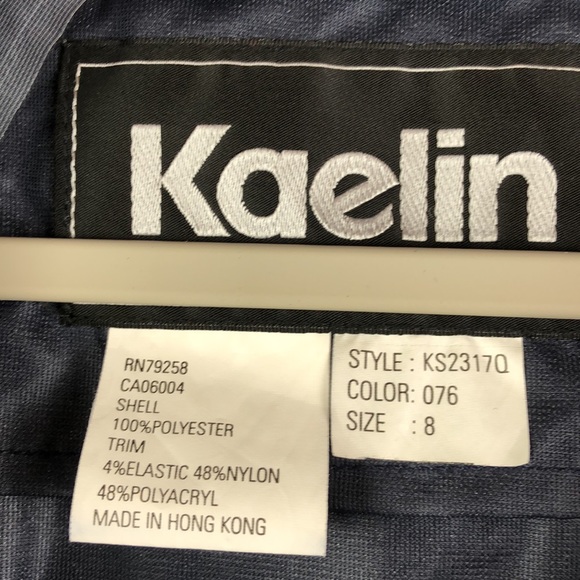 Kaelin
RN79258
CA06004
SHELL
100%POLYESTER
TRIM
4%ELASTIC 48%NYLON
48%POLYACRYL
MADE IN HONG KONG
STYLE : KS2317Q
COLOR: 076
SIZE : 8